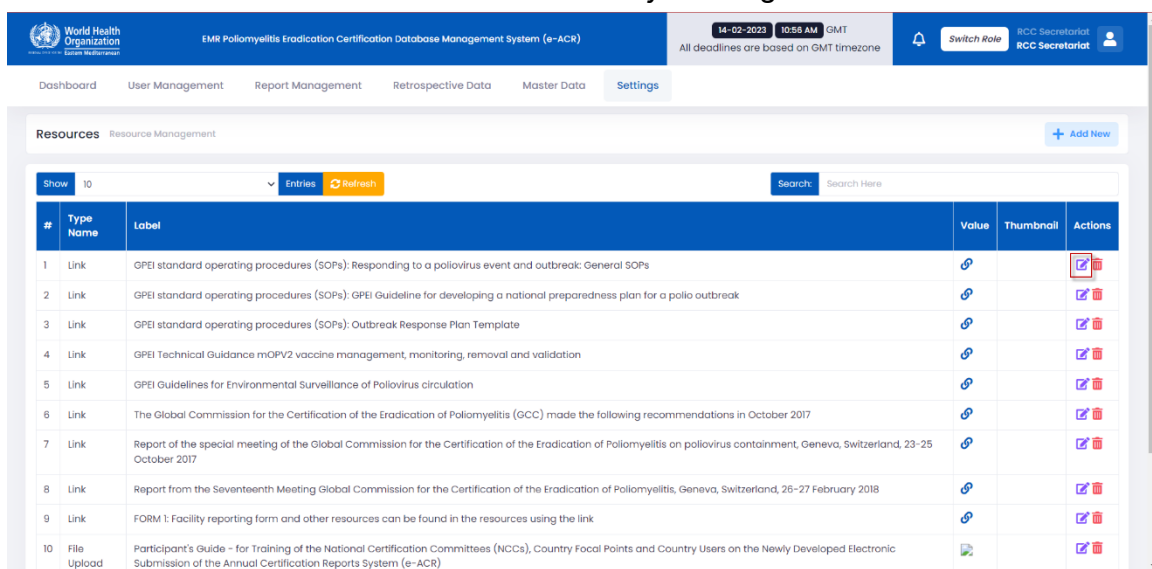 World Health
Organization
Eastern Mediterranean
EMR Poliomyelitis Eradication Certification Database Management System (e-ACR)
14-02-2023 10:56 AM GMT
All deadlines are based on GMT timezone
Switch Role
RCC Secretariat
RCC Secretariat
Dashboard User Management Report Management Retrospective Data Master Data Settings
Resources Resource Management
+ Add New
Show 10 Entries Refresh Search: Search Here
# Type Name Label Value Thumbnail Actions
1 Link GPEI standard operating procedures (SOPs): Responding to a poliovirus event and outbreak: General SOPs
2 Link GPEI standard operating procedures (SOPs): GPEI Guideline for developing a national preparedness plan for a polio outbreak
3 Link GPEI standard operating procedures (SOPs): Outbreak Response Plan Template
4 Link GPEI Technical Guidance mOPV2 vaccine management, monitoring, removal and validation
5 Link GPEI Guidelines for Environmental Surveillance of Poliovirus circulation
6 Link The Global Commission for the Certification of the Eradication of Poliomyelitis (GCC) made the following recommendations in October 2017
7 Link Report of the special meeting of the Global Commission for the Certification of the Eradication of Poliomyelitis on poliovirus containment, Geneva, Switzerland, 23-25
October 2017
8 Link Report from the Seventeenth Meeting Global Commission for the Certification of the Eradication of Poliomyelitis, Geneva, Switzerland, 26-27 February 2018
9 Link FORM 1: Facility reporting form and other resources can be found in the resources using the link
10 File Participant's Guide - for Training of the National Certification Committees (NCCs), Country Focal Points and Country Users on the Newly Developed Electronic
Upload Submission of the Annual Certification Reports System (e-ACR)